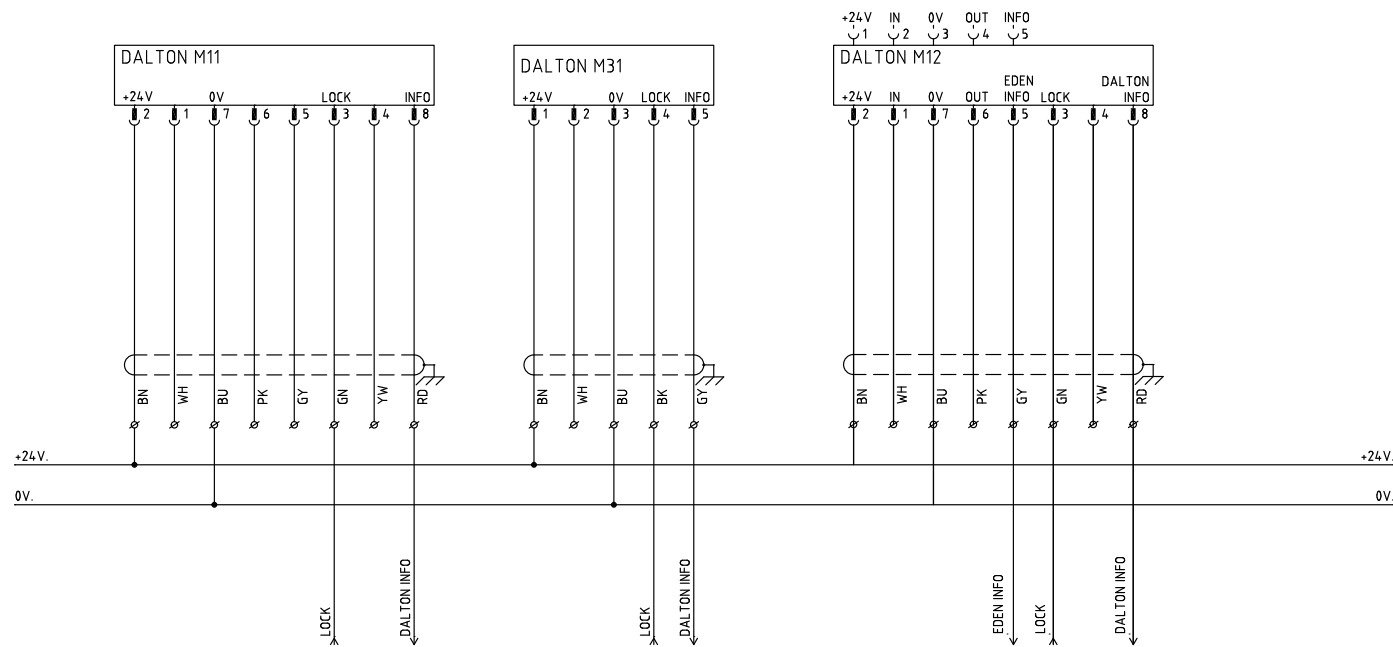 +24V IN 0V OUT INFO
1 2 3 4 5
DALTON M11
+24V 0V LOCK INFO
2 1 7 6 5 3 4 8
DALTON M31
+24V 0V LOCK INFO
1 2 3 4 5
DALTON M12
EDEN DALTON
+24V IN 0V OUT INFO LOCK INFO
2 1 7 6 5 3 4 8
BN WH BU PK GY GN YW RD
BN WH BU BK GY
BN WH BU PK GY GN YW RD
+24V. +24V.
0V. 0V.
LOCK
DALTON INFO
LOCK
DALTON INFO
EDEN INFO
LOCK
DALTON INFO